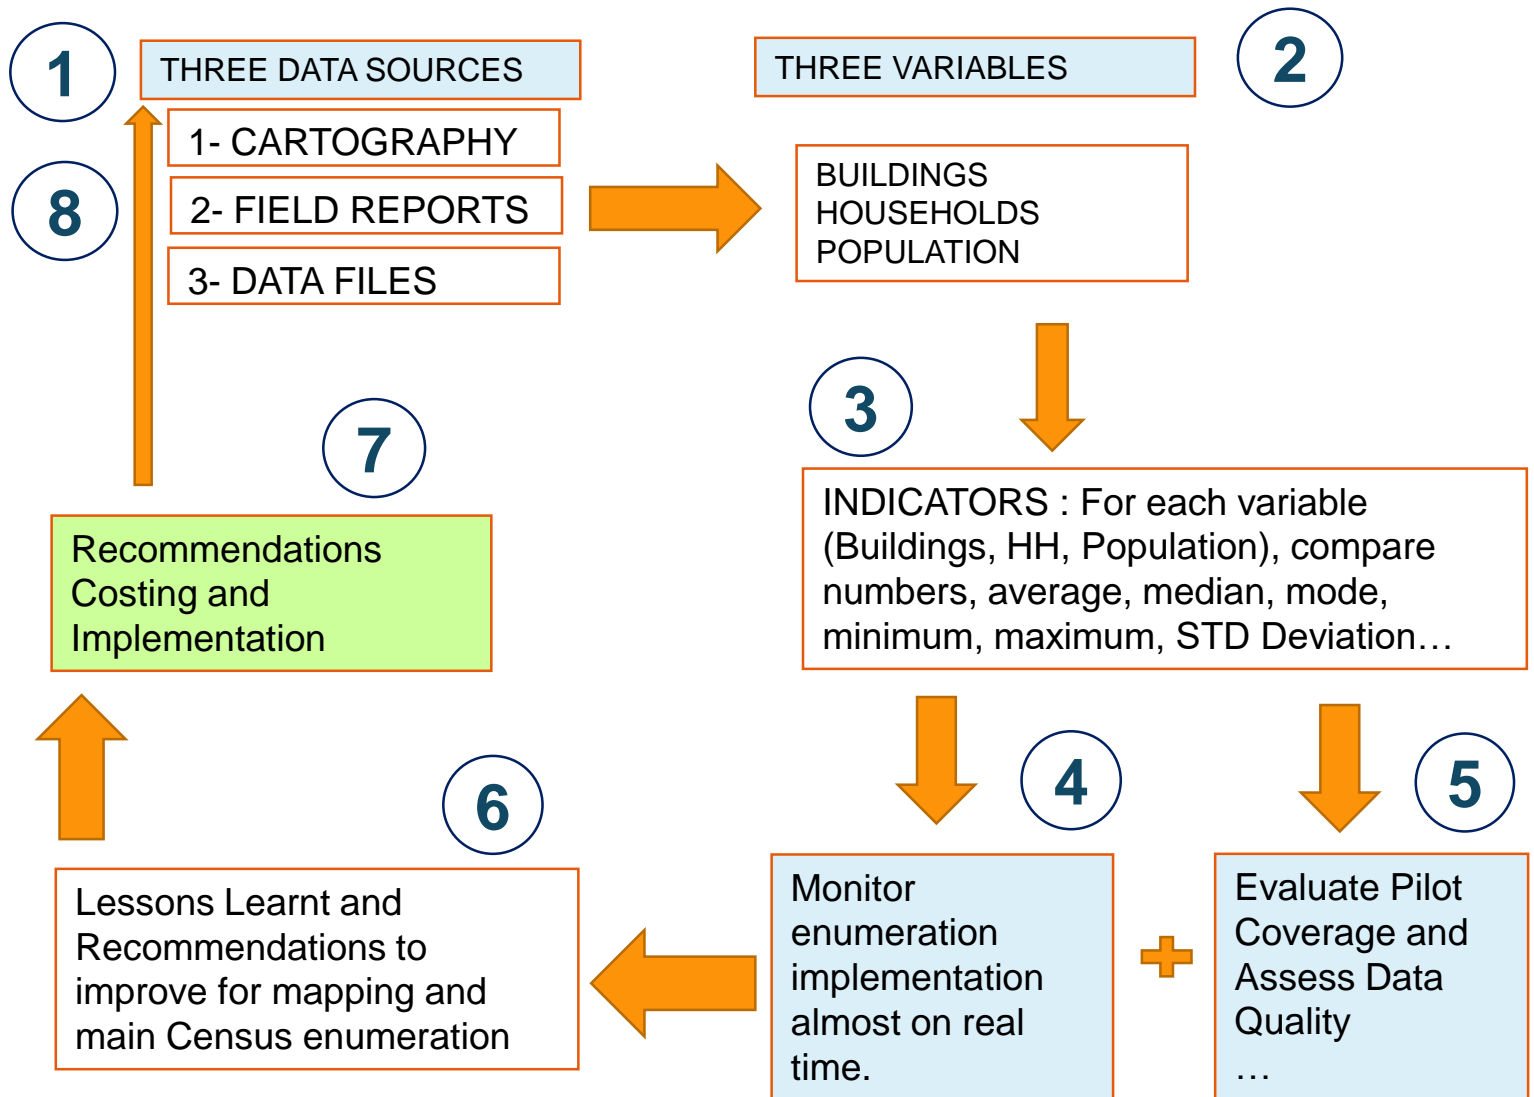 1
THREE DATA SOURCES
1- CARTOGRAPHY
2- FIELD REPORTS
3- DATA FILES
THREE VARIABLES
2
BUILDINGS
HOUSEHOLDS
POPULATION
3
INDICATORS : For each variable
(Buildings, HH, Population), compare
numbers, average, median, mode,
minimum, maximum, STD Deviation…
4
Monitor
enumeration
implementation
almost on real
time.
5
Evaluate Pilot
Coverage and
Assess Data
Quality
…
6
Lessons Learnt and
Recommendations to
improve for mapping and
main Census enumeration
7
Recommendations
Costing and
Implementation
8